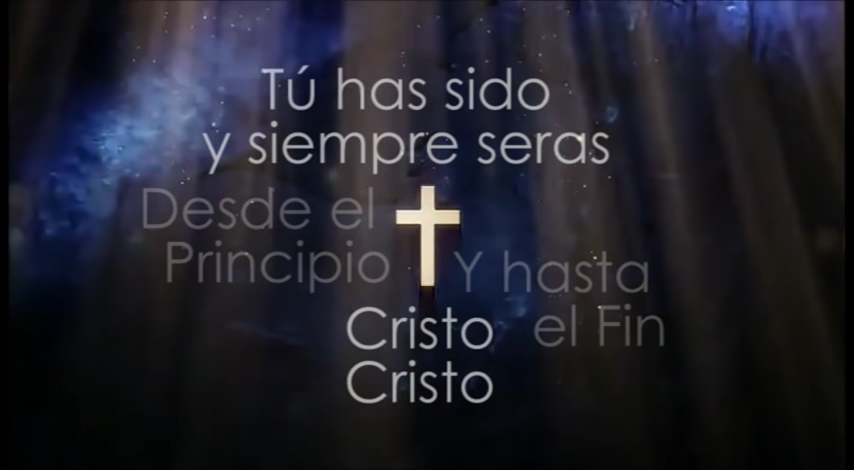 Tú has sido
y siempre seras
Desde el
Principio
Y hasta
el Fin
Cristo
Cristo